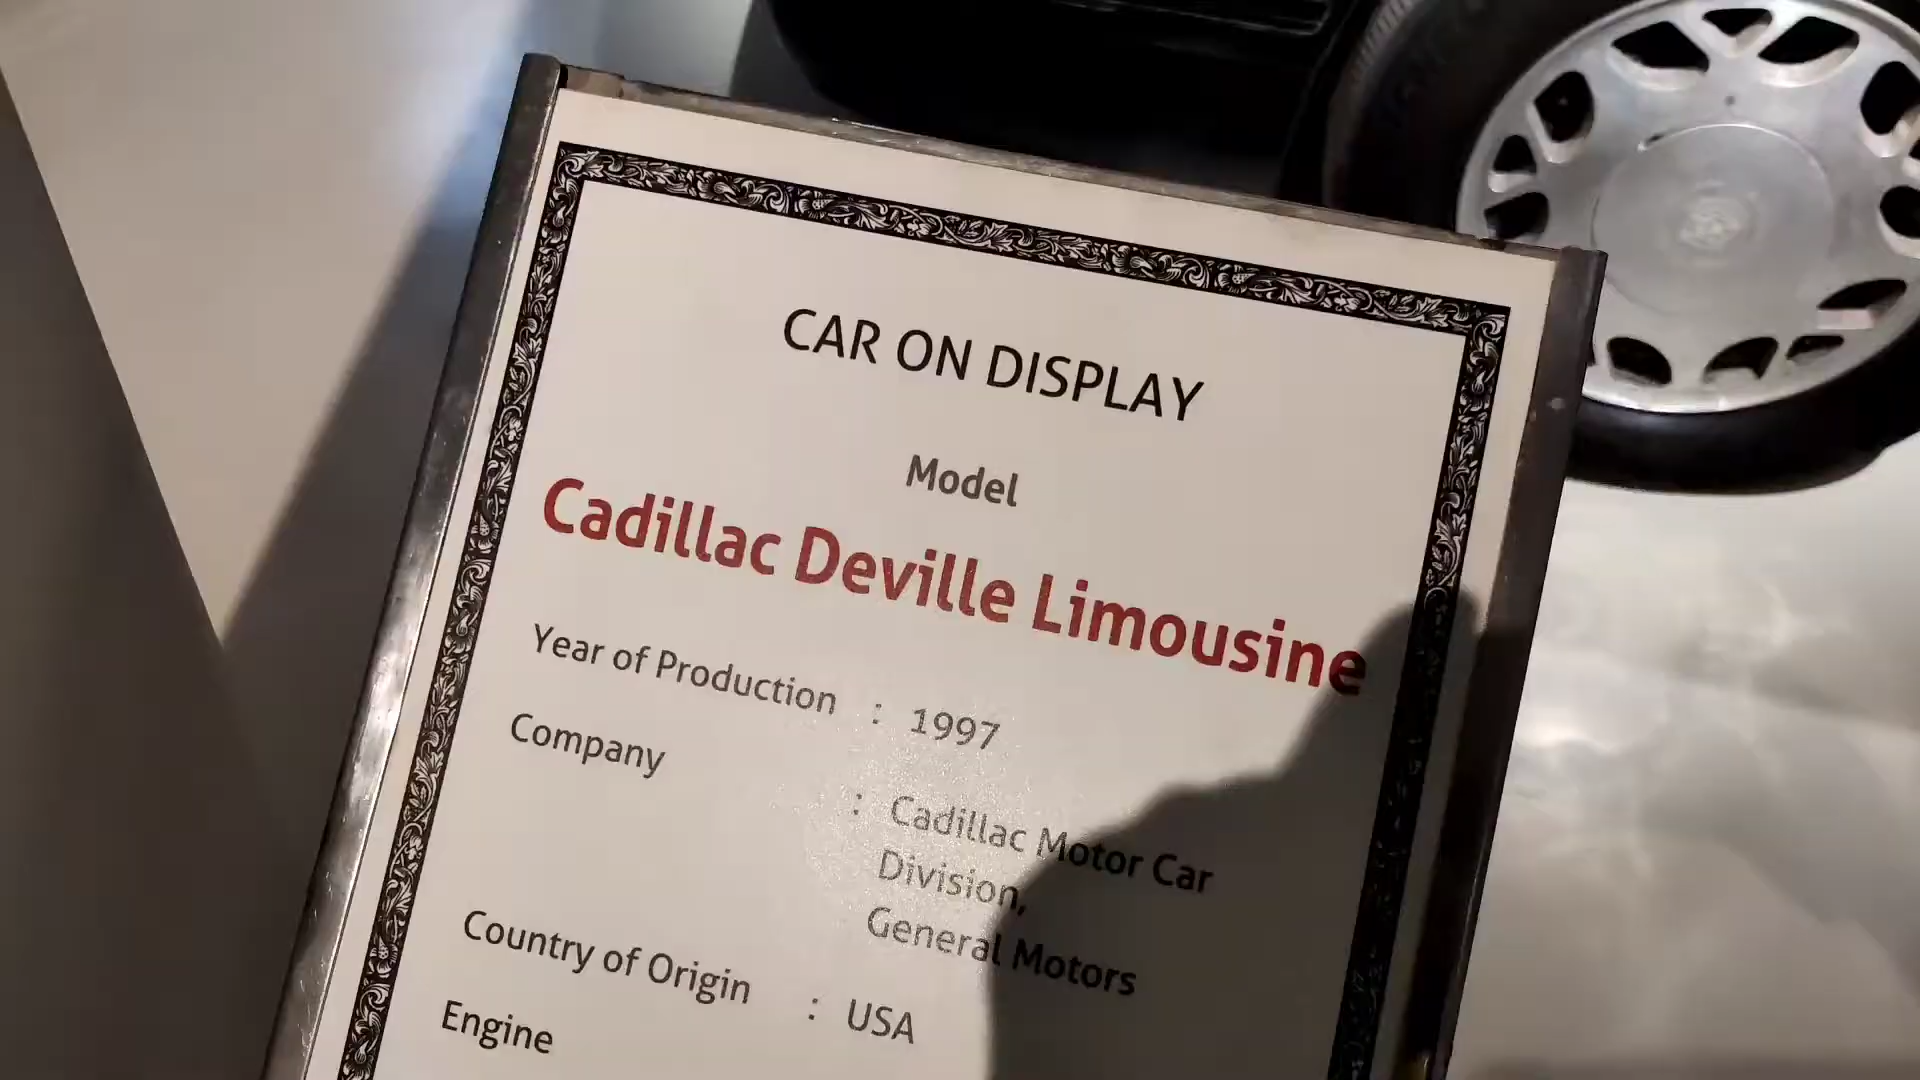 CAR ON DISPLAY
Model
Cadillac Deville Limousine
Year of Production : 1997
Company
: Cadillac Motor Car
Division,
General Motors
Country of Origin : USA
Engine